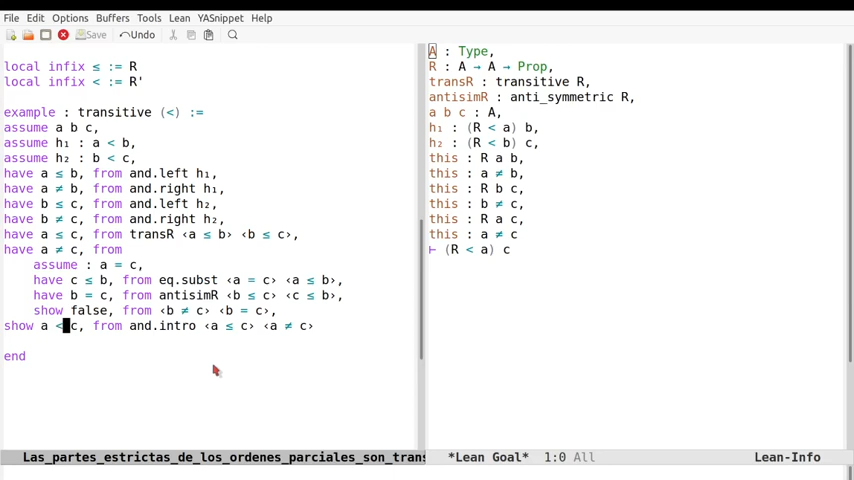 File Edit Options Buffers Tools Lean YASnippet Help
Save Undo
local infix ≤ := R
local infix < := R'
example : transitive (<) :=
assume a b c,
assume h₁ : a < b,
assume h₂ : b < c,
have a ≤ b, from and.left h₁,
have a ≠ b, from and.right h₁,
have b ≤ c, from and.left h₂,
have b ≠ c, from and.right h₂,
have a ≤ c, from transR ‹a ≤ b› ‹b ≤ c›,
have a ≠ c, from
assume : a = c,
have c ≤ b, from eq.subst ‹a = c› ‹a ≤ b›,
have b = c, from antisimR ‹b ≤ c› ‹c ≤ b›,
show false, from ‹b ≠ c› ‹b = c›,
show a < c, from and.intro ‹a ≤ c› ‹a ≠ c›
end
Las_partes_estrictas_de_los_ordenes_parciales_son_trans
A : Type,
R : A → A → Prop,
transR : transitive R,
antisimR : anti_symmetric R,
a b c : A,
h₁ : (R < a) b,
h₂ : (R < b) c,
this : R a b,
this : a ≠ b,
this : R b c,
this : b ≠ c,
this : R a c,
this : a ≠ c
⊢ (R < a) c
*Lean Goal* 1:0 All Lean-Info